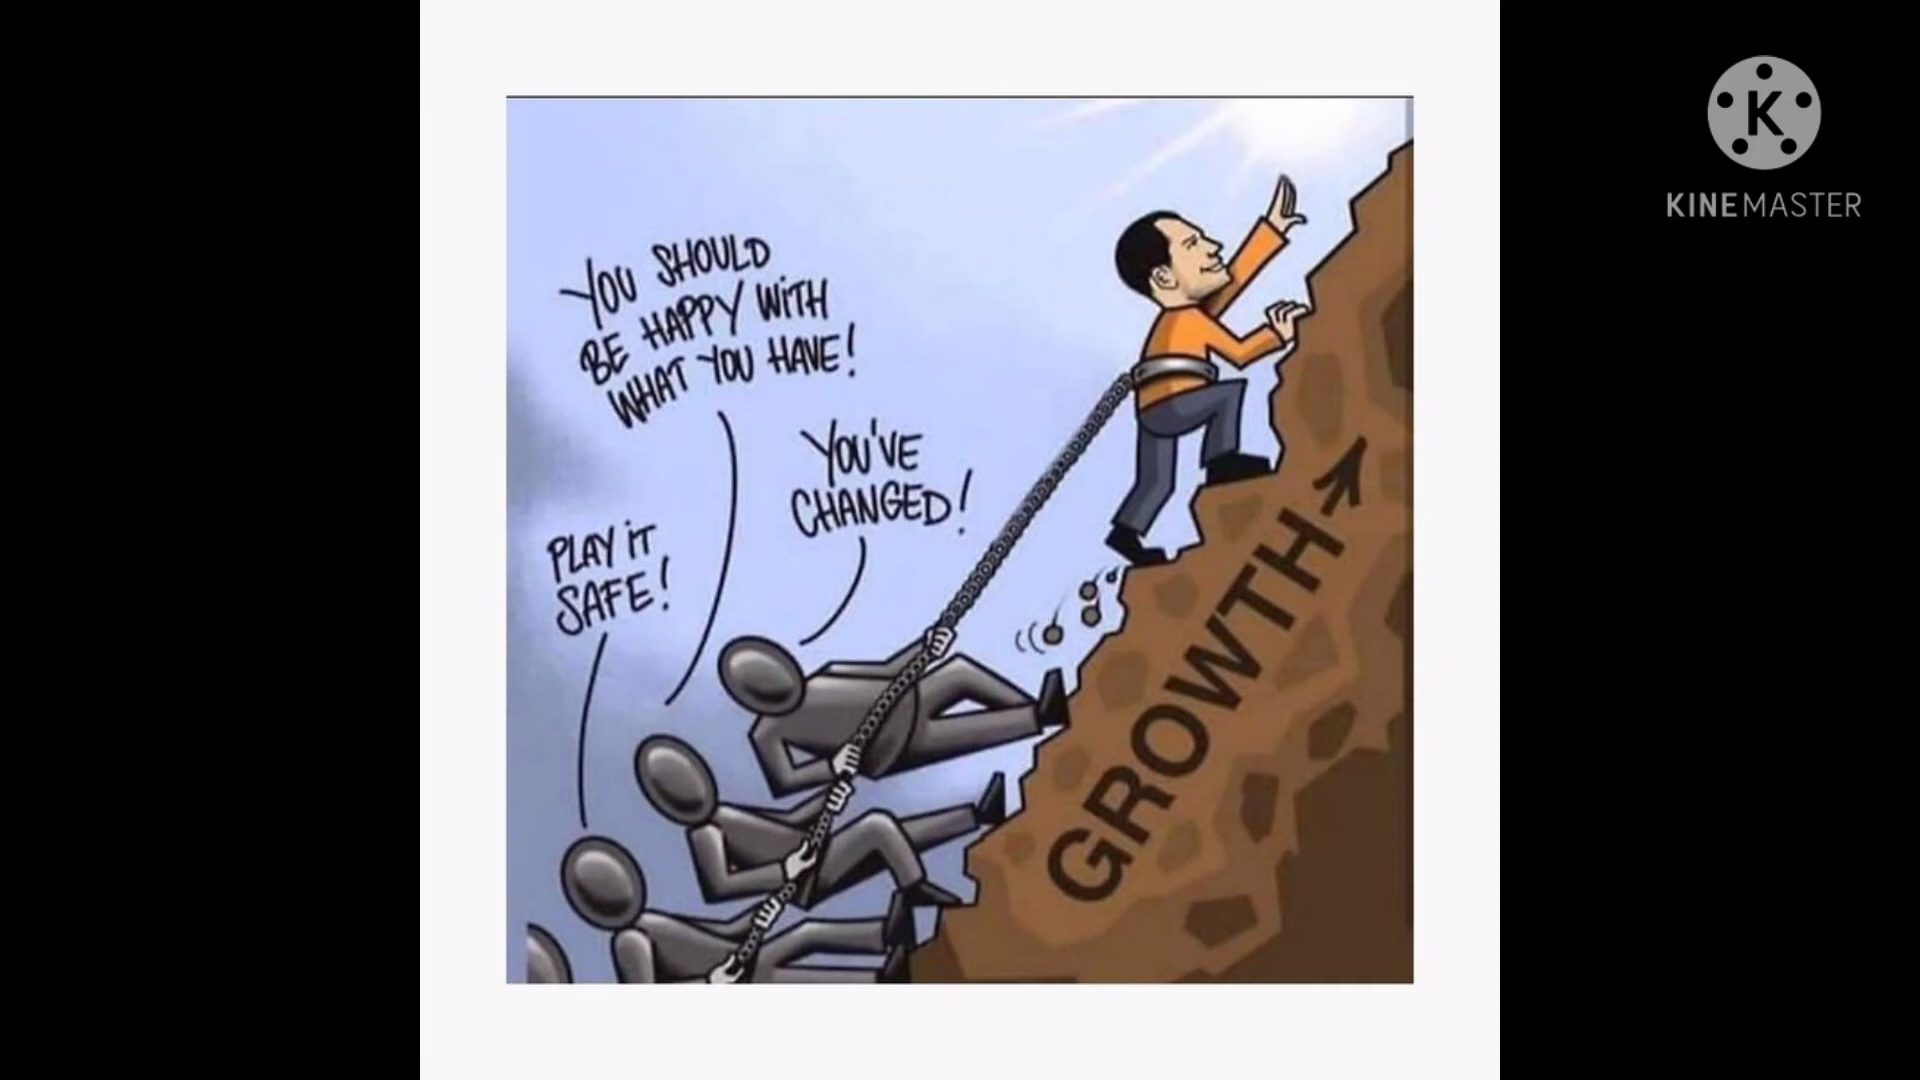 YOU SHOULD
BE HAPPY WITH
WHAT YOU HAVE!
YOU'VE
CHANGED!
PLAY IT
SAFE!
GROWTH
K
KINEMASTER